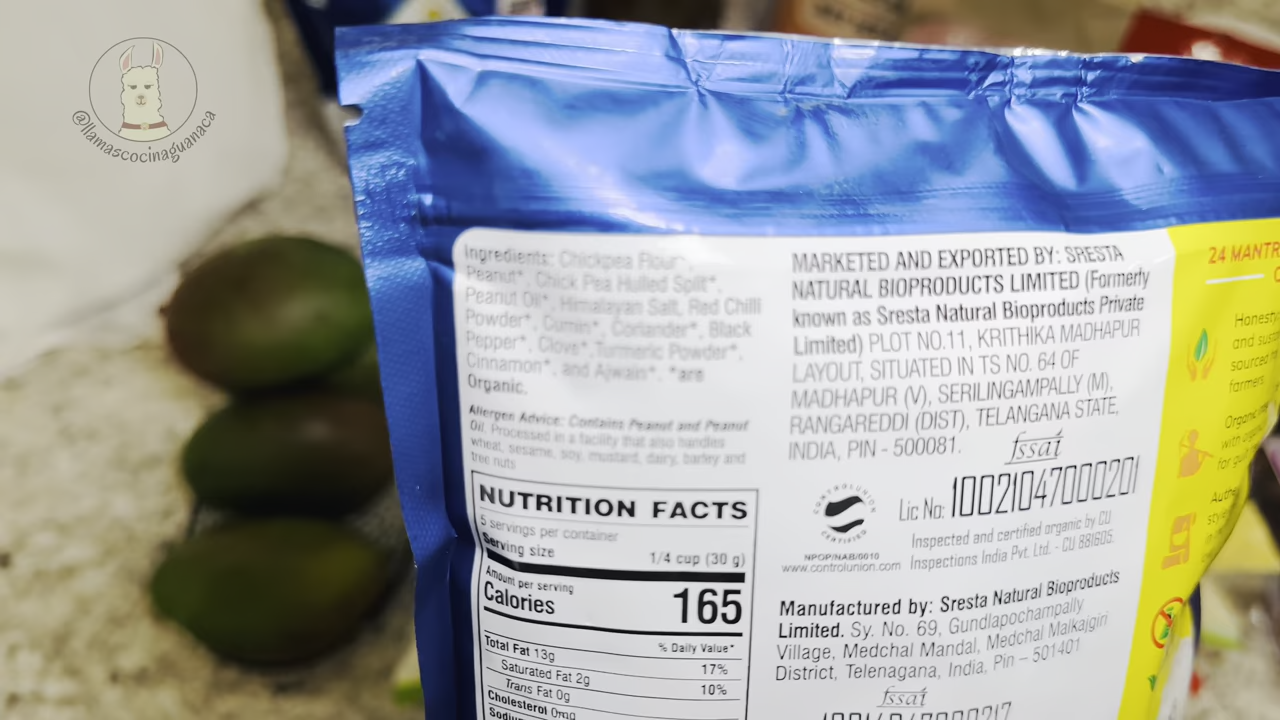 @llamascocinaguanaca
Ingredients: Chickpea Flour*,
Peanut*, Chick Pea Hulled Split*,
Peanut Oil*, Himalayan Salt, Red Chilli
Powder*, Cumin*, Coriander*, Black
Pepper*, Clove*, Turmeric Powder*,
Cinnamon*, and Ajwain*. *are
Organic.
Allergen Advice: Contains Peanut and Peanut
Oil. Processed in a facility that also handles
wheat, sesame, soy, mustard, dairy, barley and
tree nuts
NUTRITION FACTS
5 servings per container
Serving size 1/4 cup (30 g)
Amount per serving
Calories 165
% Daily Value*
Total Fat 13g 17%
Saturated Fat 2g 10%
Trans Fat 0g
Cholesterol 0mg
MARKETED AND EXPORTED BY: SRESTA
NATURAL BIOPRODUCTS LIMITED (Formerly
known as Sresta Natural Bioproducts Private
Limited) PLOT NO.11, KRITHIKA MADHAPUR
LAYOUT, SITUATED IN TS NO. 64 OF
MADHAPUR (V), SERILINGAMPALLY (M),
RANGAREDDI (DIST), TELANGANA STATE,
INDIA, PIN - 500081.
fssai
Lic No: 10021047000201
CONTROLUNION
CERTIFIED
NPOP/NAB/0010
www.controlunion.com
Inspected and certified organic by CU
Inspections India Pvt. Ltd. - CU 881605.
Manufactured by: Sresta Natural Bioproducts
Limited. Sy. No. 69, Gundlapochampally
Village, Medchal Mandal, Medchal Malkajgiri
District, Telenagana, India. Pin – 501401
fssai
24 MANTR
Honesty
and sust
sourced
farmers
Organic